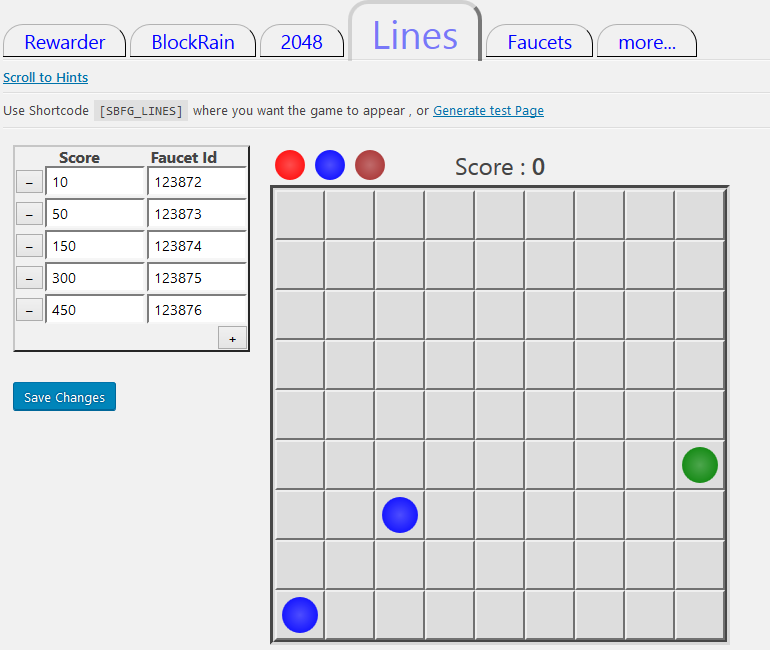 Rewarder BlockRain 2048 Lines Faucets more...
Scroll to Hints
Use Shortcode [SBFG_LINES] where you want the game to appear , or Generate test Page
Score Faucet Id
– 10 123872
– 50 123873
– 150 123874
– 300 123875
– 450 123876
+
Save Changes
Score : 0